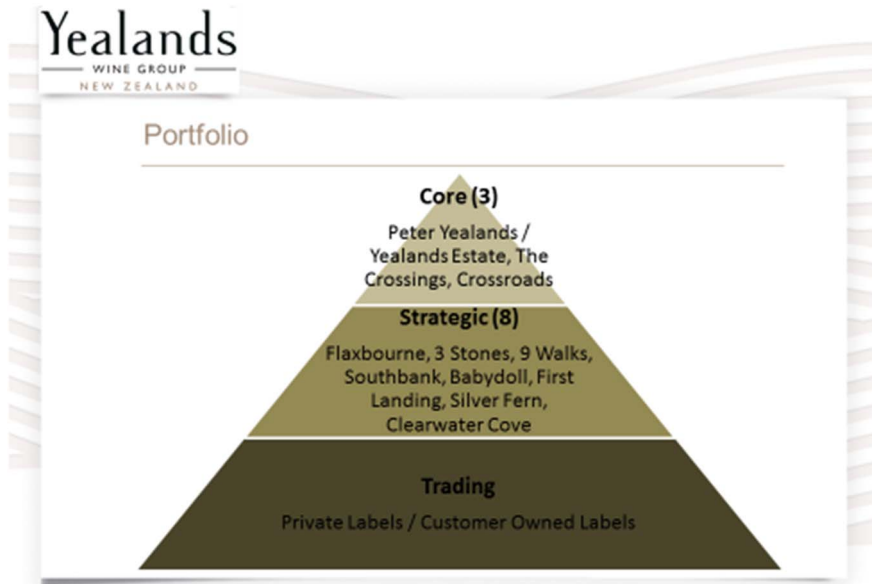 Yealands
WINE GROUP
NEW ZEALAND
Portfolio
Core (3)
Peter Yealands /
Yealands Estate, The
Crossings, Crossroads
Strategic (8)
Flaxbourne, 3 Stones, 9 Walks,
Southbank, Babydoll, First
Landing, Silver Fern,
Clearwater Cove
Trading
Private Labels / Customer Owned Labels